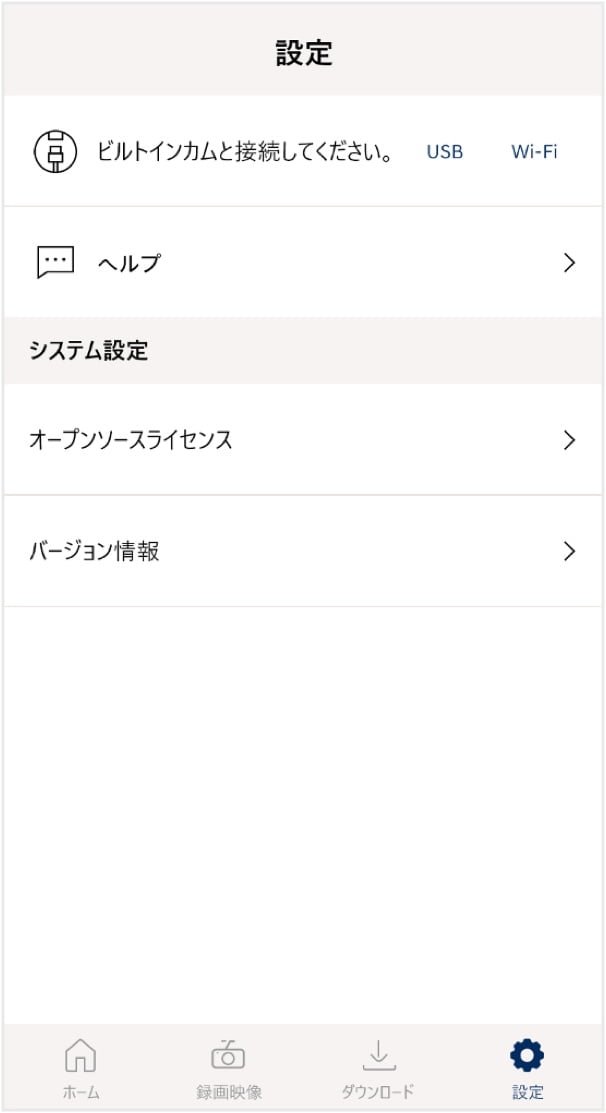 設定
ビルトインカムと接続してください。 USB Wi-Fi
ヘルプ
システム設定
オープンソースライセンス
バージョン情報
ホーム 録画映像 ダウンロード 設定